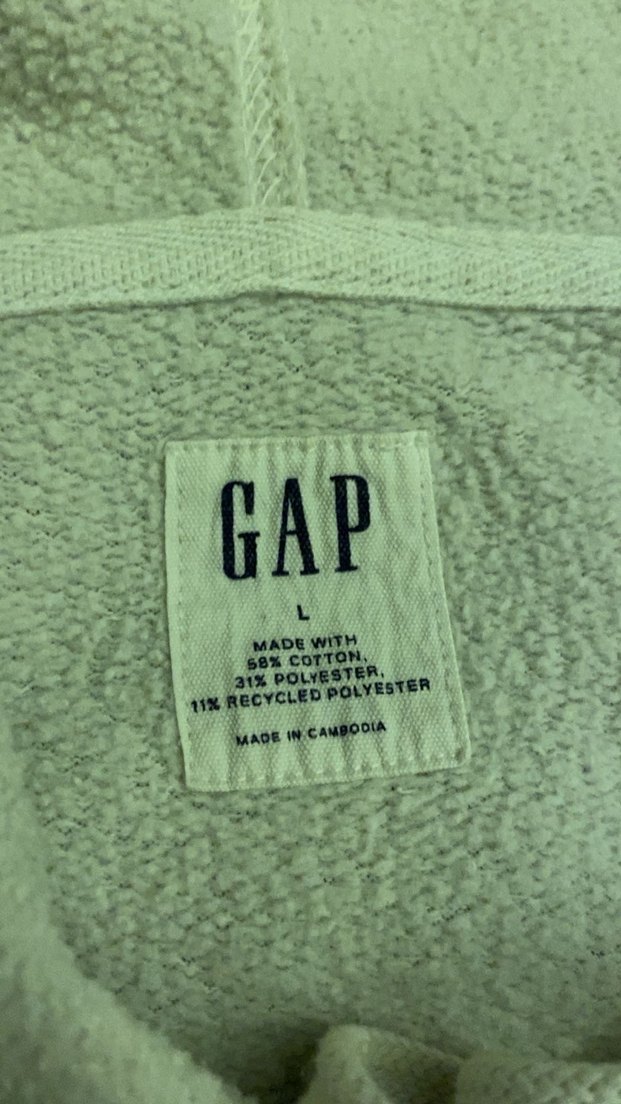 GAP
L
MADE WITH
58% COTTON,
31% POLYESTER,
11% RECYCLED POLYESTER
MADE IN CAMBODIA